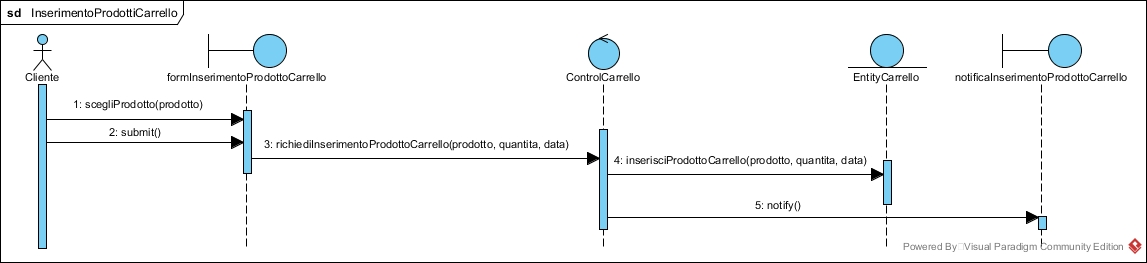 sd InserimentoProdottiCarrello
Cliente
formInserimentoProdottoCarrello
ControlCarrello
EntityCarrello
notificaInserimentoProdottoCarrello
1: scegliProdotto(prodotto)
2: submit()
3: richiediInserimentoProdottoCarrello(prodotto, quantita, data)
4: inserisciProdottoCarrello(prodotto, quantita, data)
5: notify()
Powered By Visual Paradigm Community Edition